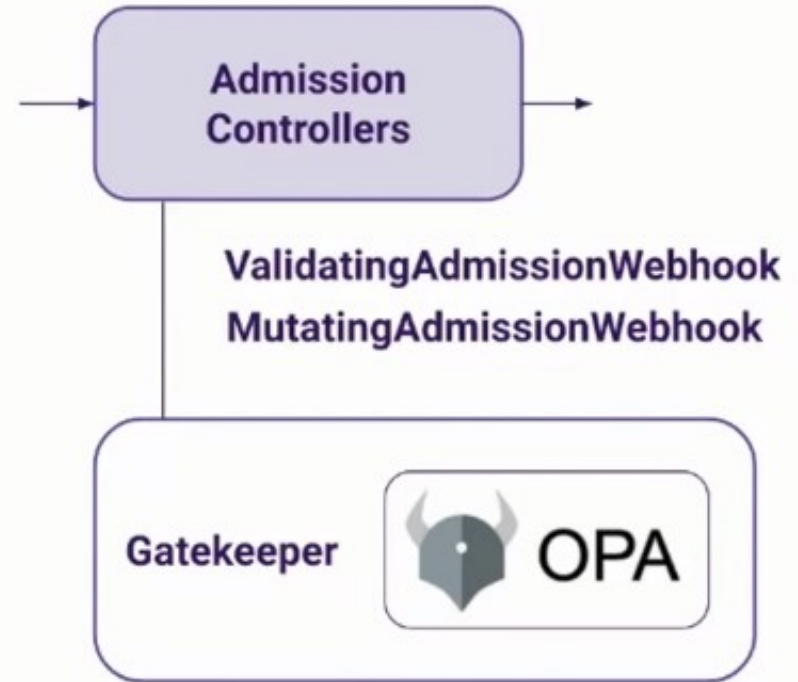 Admission
Controllers
ValidatingAdmissionWebhook
MutatingAdmissionWebhook
Gatekeeper
OPA